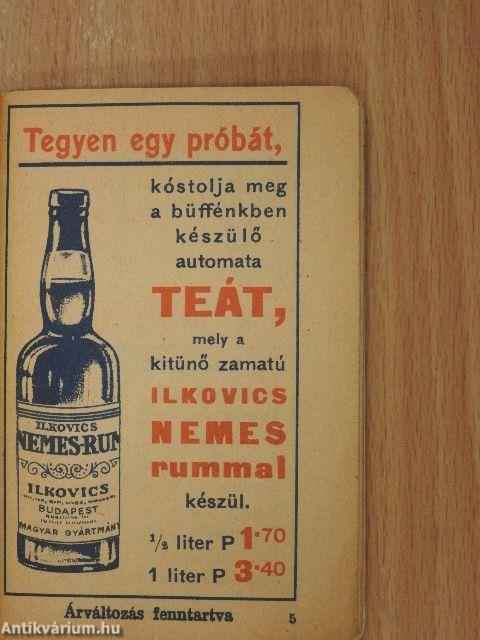 Tegyen egy próbát,
kóstolja meg
a büffénkben
készülő
automata
TEÁT,
mely a
kitünő zamatú
ILKOVICS
NEMES
rummal
készül.
½ liter P 1·70
1 liter P 3·40
ILKOVICS
NEMES-RUM
ILKOVICS
BUDAPEST
MAGYAR GYÁRTMÁNY
Árváltozás fenntartva 5
Antikvárium.hu